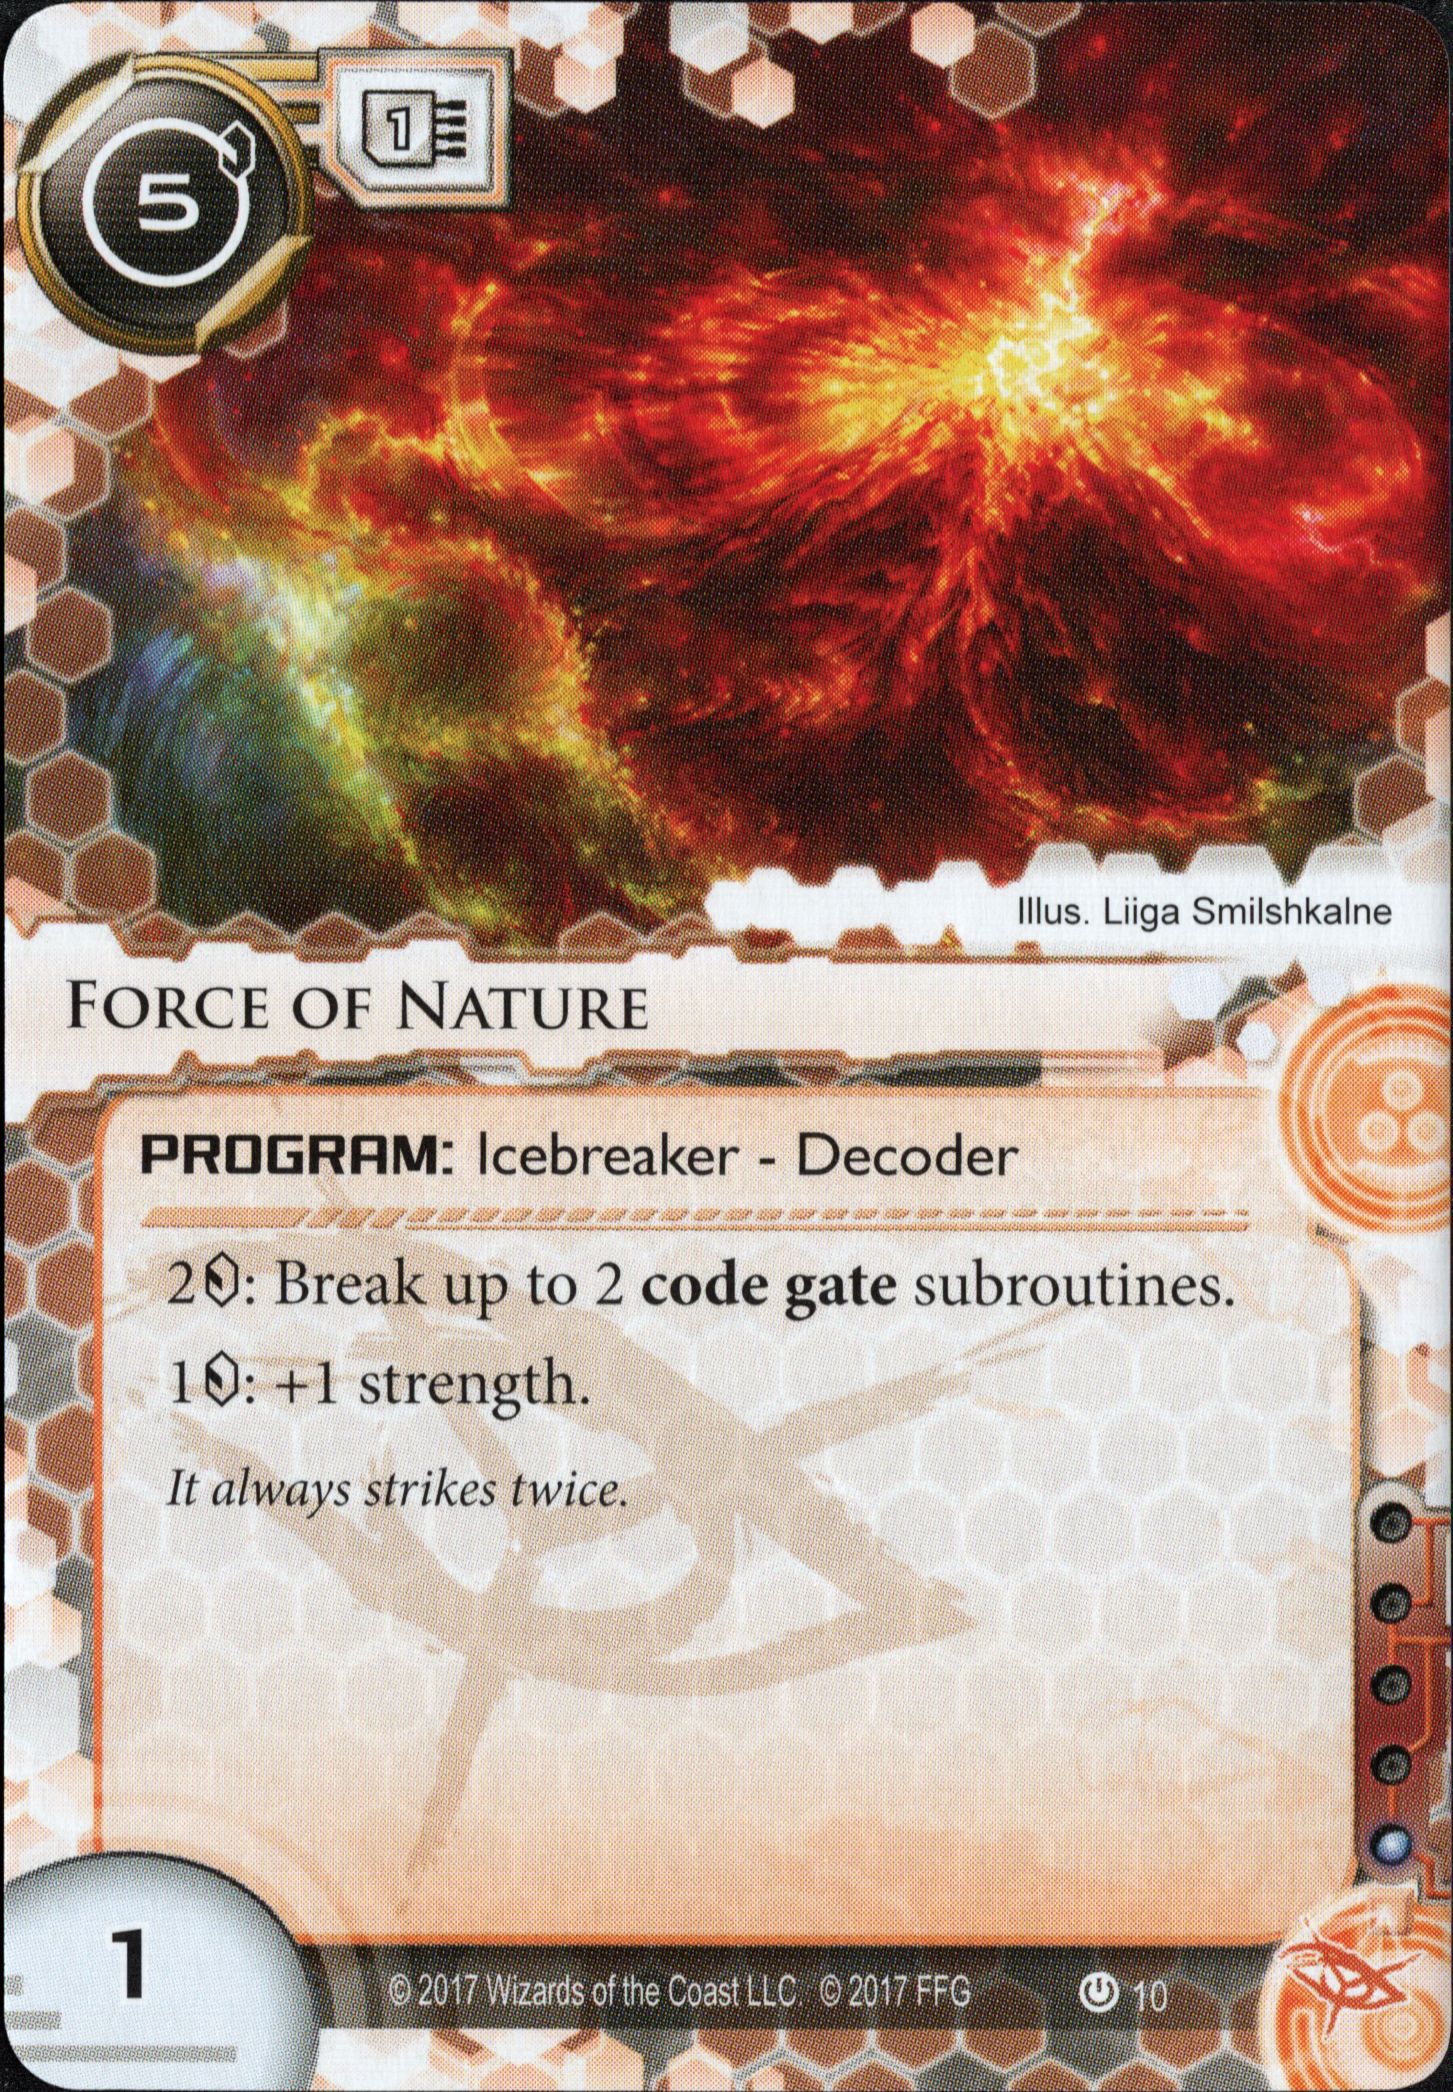 5
1
Illus. Liiga Smilshkalne
FORCE OF NATURE
PROGRAM: Icebreaker - Decoder
2: Break up to 2 code gate subroutines.
1: +1 strength.
It always strikes twice.
1
© 2017 Wizards of the Coast LLC. © 2017 FFG 10